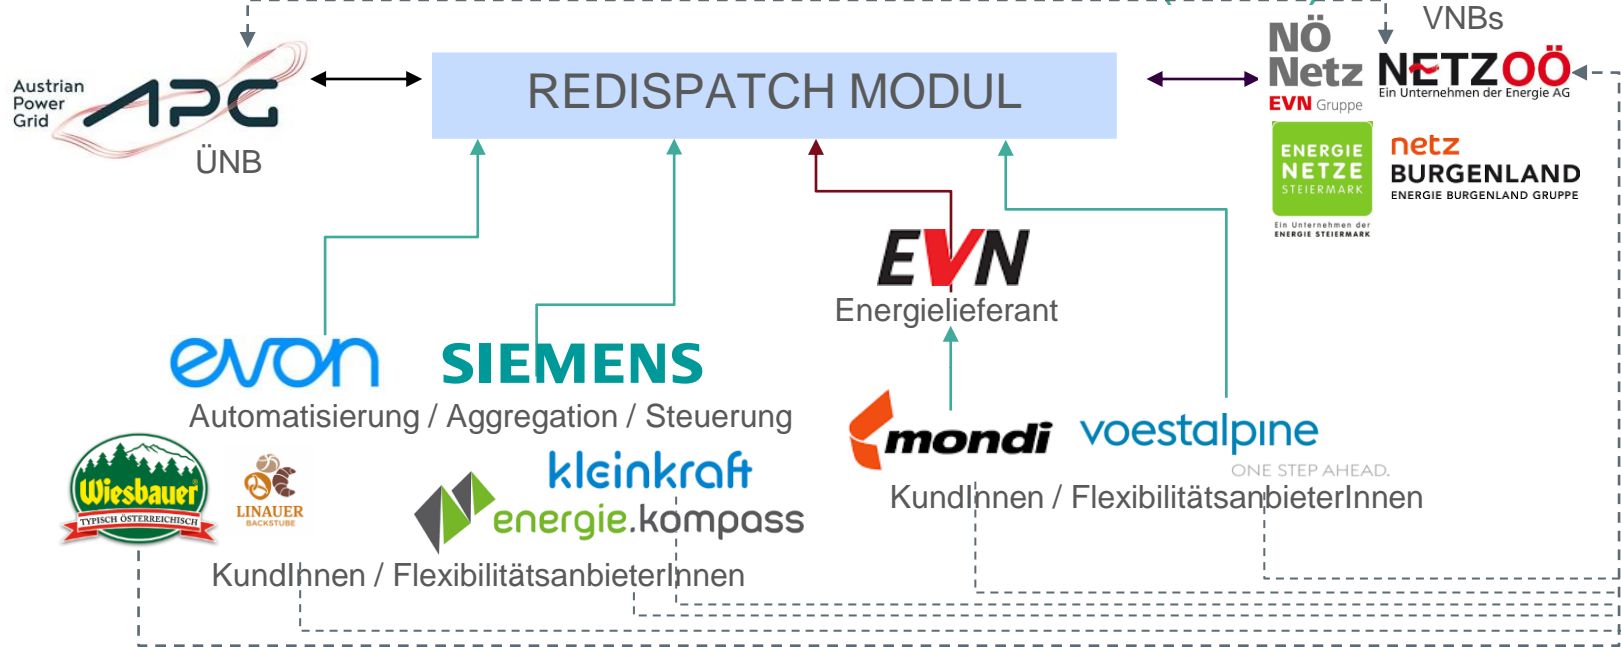 VNBs
Austrian
Power
Grid
APG
ÜNB
REDISPATCH MODUL
NÖ
Netz
EVN Gruppe
NETZOÖ
Ein Unternehmen der Energie AG
ENERGIE
NETZE
STEIERMARK
Ein Unternehmen der
ENERGIE STEIERMARK
netz
BURGENLAND
ENERGIE BURGENLAND GRUPPE
EVN
Energielieferant
evon
SIEMENS
Automatisierung / Aggregation / Steuerung
mondi
voestalpine
ONE STEP AHEAD.
KundInnen / FlexibilitätsanbieterInnen
Wiesbauer
TYPISCH ÖSTERREICHISCH
LINAUER
BACKSTUBE
kleinkraft
energie.kompass
KundInnen / FlexibilitätsanbieterInnen